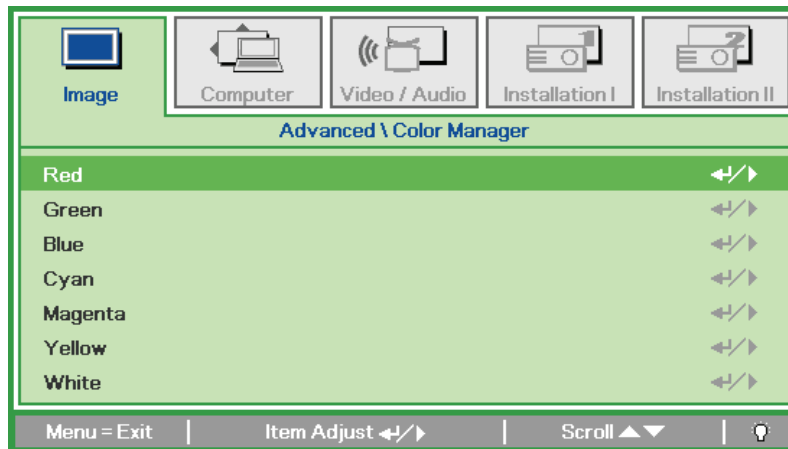 Image Computer Video / Audio Installation I Installation II
Advanced \ Color Manager
Red
Green
Blue
Cyan
Magenta
Yellow
White
Menu = Exit Item Adjust ↵/▶ Scroll ▲▼